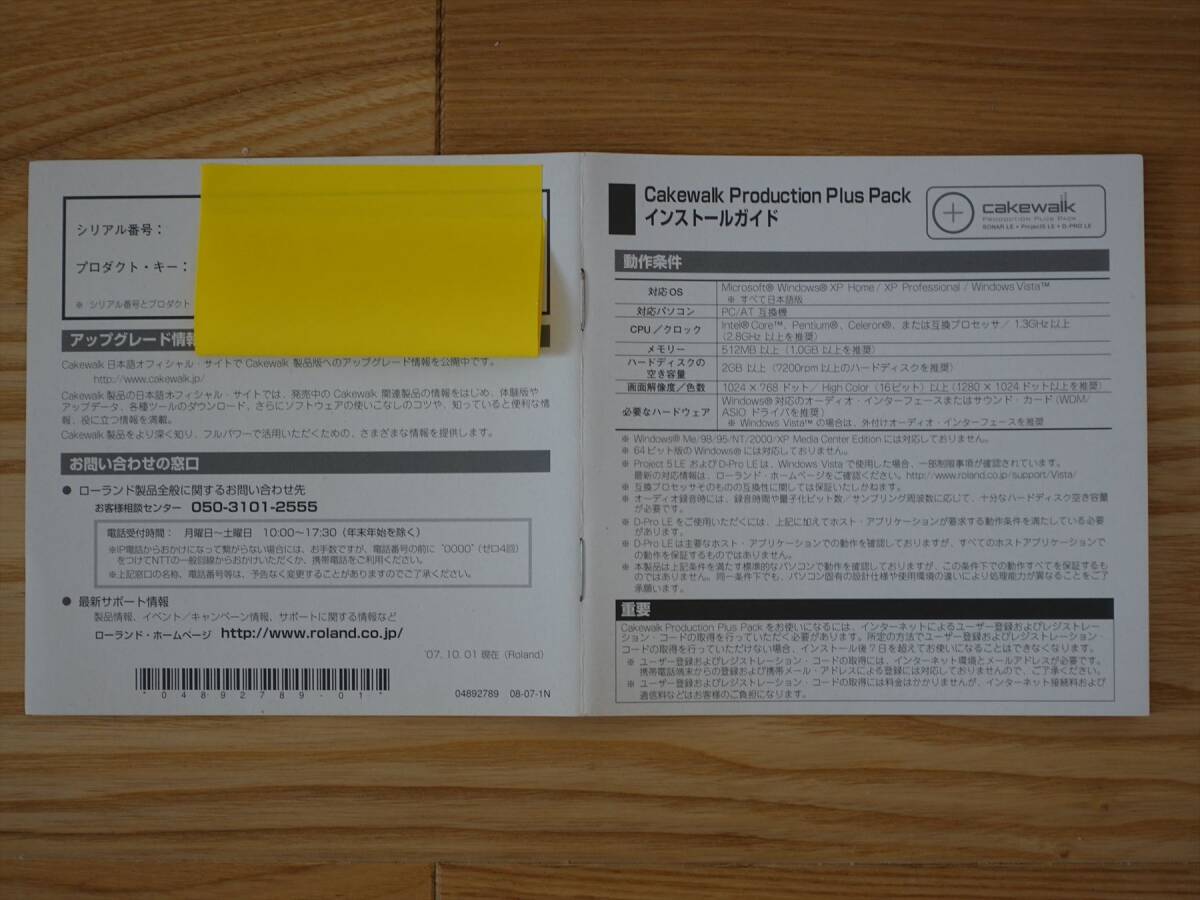 シリアル番号：
プロダクト・キー：
※ シリアル番号とプロダクト
アップグレード情報
Cakewalk 日本語オフィシャル・サイトで Cakewalk 製品版へのアップグレード情報を公開中です。
http://www.cakewalk.jp/
Cakewalk 製品の日本語オフィシャル・サイトでは、発売中の Cakewalk 関連製品の情報をはじめ、体験版や
アップデータ、各種ツールのダウンロード、さらにソフトウェアの使いこなしのコツや、知っていると便利な情
報、役に立つ情報を満載。
Cakewalk 製品をより深く知り、フルパワーで活用いただくための、さまざまな情報を提供します。
お問い合わせの窓口
● ローランド製品全般に関するお問い合わせ先
お客様相談センター 050-3101-2555
電話受付時間： 月曜日～土曜日 10:00～17:30（年末年始を除く）
※IP電話からおかけになって繋がらない場合には、お手数ですが、電話番号の前に“0000”（ゼロ4回）
をつけてNTTの一般回線からおかけいただくか、携帯電話をご利用ください。
※上記窓口の名称、電話番号等は、予告なく変更することがありますのでご了承ください。
● 最新サポート情報
製品情報、イベント／キャンペーン情報、サポートに関する情報など
ローランド・ホームページ http://www.roland.co.jp/
'07. 10. 01 現在（Roland）
* 0 4 8 9 2 7 8 9 - 0 1 *
04892789 08-07-1N
Cakewalk Production Plus Pack
インストールガイド
cakewalk
PRODUCTION PLUS PACK
SONAR LE • Project5 LE • D-PRO LE
動作条件
対応 OS
Microsoft® Windows® XP Home / XP Professional / Windows Vista™
※ すべて日本語版
対応パソコン
PC/AT 互換機
CPU／クロック
Intel® Core™、Pentium®、Celeron®、または互換プロセッサ／ 1.3GHz 以上
（2.8GHz 以上を推奨）
メモリー
512MB 以上（1.0GB 以上を推奨）
ハードディスクの
空き容量
2GB 以上（7200rpm 以上のハードディスクを推奨）
画面解像度／色数
1024 × 768 ドット／ High Color（16ビット）以上（1280 × 1024 ドット以上を推奨）
必要なハードウェア
Windows® 対応のオーディオ・インターフェースまたはサウンド・カード（WDM/
ASIO ドライバを推奨）
※ Windows Vista™ の場合は、外付けオーディオ・インターフェースを推奨
※ Windows® Me/98/95/NT/2000/XP Media Center Edition には対応しておりません。
※ 64 ビット版の Windows® には対応しておりません。
※ Project 5 LE および D-Pro LE は、Windows Vista で使用した場合、一部制限事項が確認されています。
最新の対応情報は、ローランド・ホームページをご確認ください。http://www.roland.co.jp/support/Vista/
※ 互換プロセッサそのものの互換性に関しては保証いたしかねます。
※ オーディオ録音時には、録音時間や量子化ビット数／サンプリング周波数に応じて、十分なハードディスク空き容量
が必要です。
※ D-Pro LE をご使用いただくには、上記に加えてホスト・アプリケーションが要求する動作条件を満たしている必要
があります。
※ D-Pro LE は主要なホスト・アプリケーションでの動作を確認しておりますが、すべてのホストアプリケーションで
の動作を保証するものではありません。
※ 本製品は上記条件を満たす標準的なパソコンで動作を確認しておりますが、この条件下での動作すべてを保証するも
のではありません。同一条件下でも、パソコン固有の設計仕様や使用環境の違いにより処理能力が異なることをご了
承願います。
重要
Cakewalk Production Plus Pack をお使いになるには、インターネットによるユーザー登録およびレジストレー
ション・コードの取得を行っていただく必要があります。所定の方法でユーザー登録およびレジストレーション・
コードの取得を行っていただけない場合、インストール後 7 日を超えてお使いになることはできなくなります。
※ ユーザー登録およびレジストレーション・コードの取得には、インターネット環境とメールアドレスが必要です。
携帯電話端末からの登録および携帯メール・アドレスによる登録には対応しておりませんので、ご了承ください。
※ ユーザー登録およびレジストレーション・コードの取得には料金はかかりませんが、インターネット接続料および
通信料などはお客様のご負担になります。